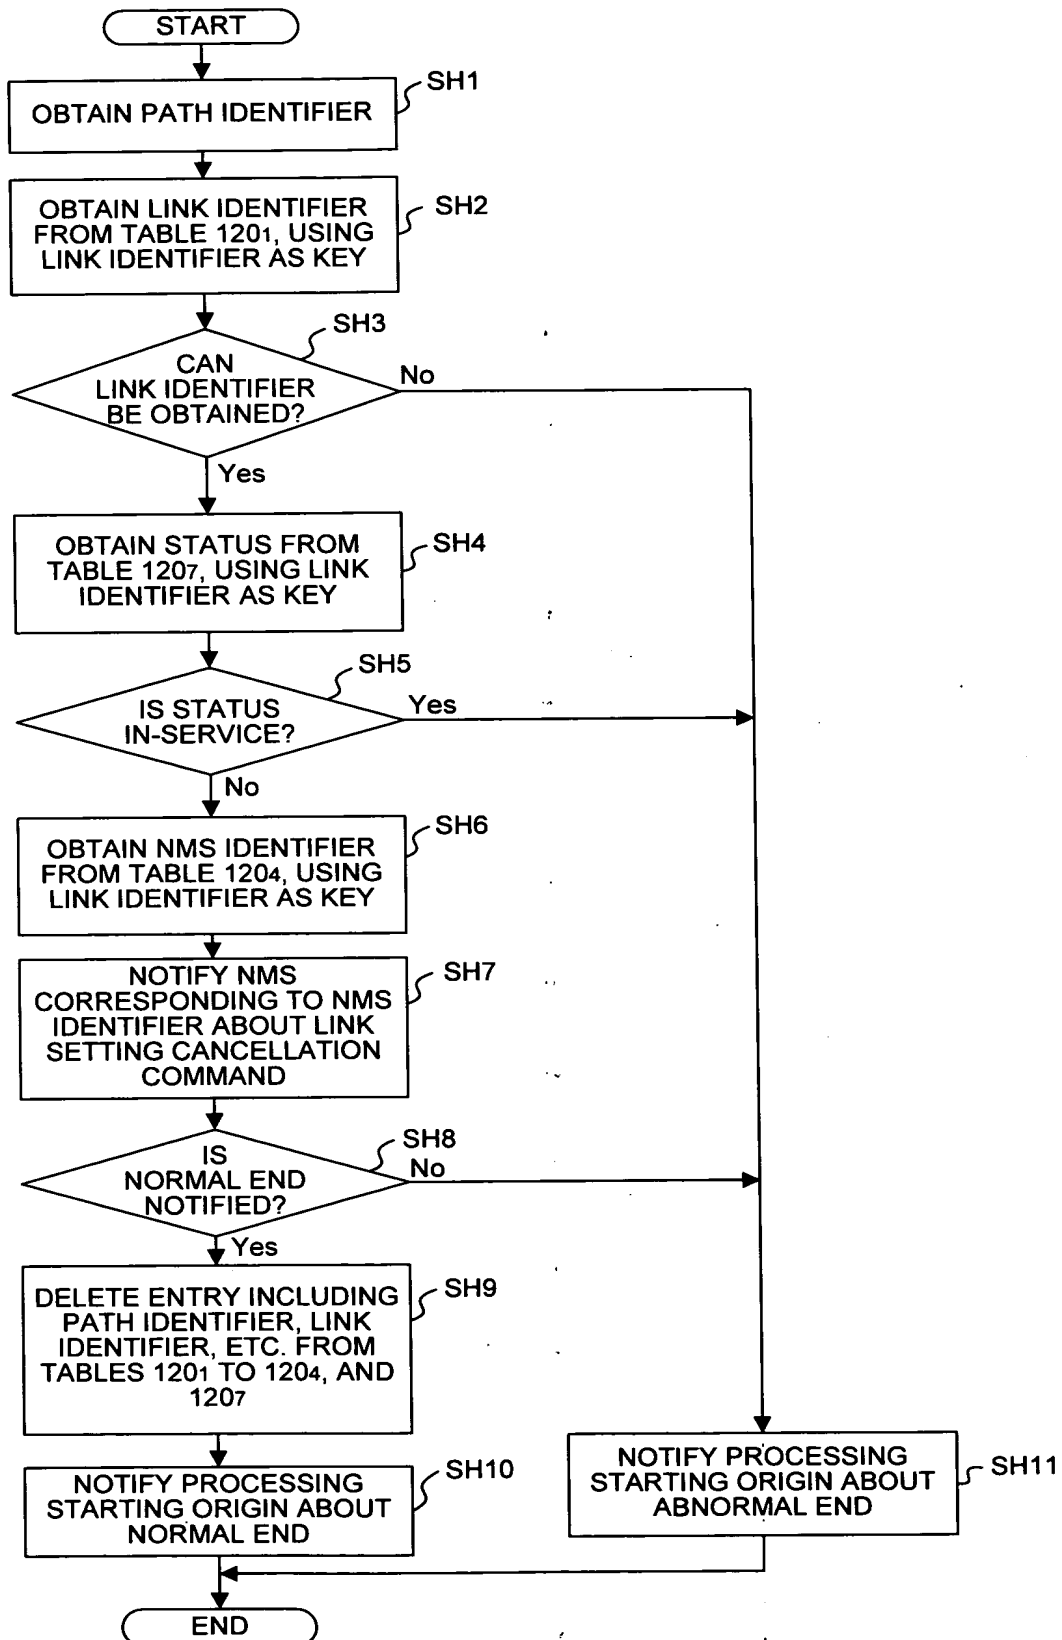 START
SH1
OBTAIN PATH IDENTIFIER
OBTAIN LINK IDENTIFIER
FROM TABLE 1201, USING
LINK IDENTIFIER AS KEY
SH2
SH3
CAN
LINK IDENTIFIER
BE OBTAINED?
No
Yes
OBTAIN STATUS FROM
TABLE 1207, USING LINK
IDENTIFIER AS KEY
SH4
SH5
IS STATUS
IN-SERVICE?
Yes
No
OBTAIN NMS IDENTIFIER
FROM TABLE 1204, USING
LINK IDENTIFIER AS KEY
SH6
NOTIFY NMS
CORRESPONDING TO NMS
IDENTIFIER ABOUT LINK
SETTING CANCELLATION
COMMAND
SH7
SH8
IS
NORMAL END
NOTIFIED?
No
Yes
DELETE ENTRY INCLUDING
PATH IDENTIFIER, LINK
IDENTIFIER, ETC. FROM
TABLES 1201 TO 1204, AND
1207
SH9
NOTIFY PROCESSING
STARTING ORIGIN ABOUT
NORMAL END
SH10
NOTIFY PROCESSING
STARTING ORIGIN ABOUT
ABNORMAL END
SH11
END